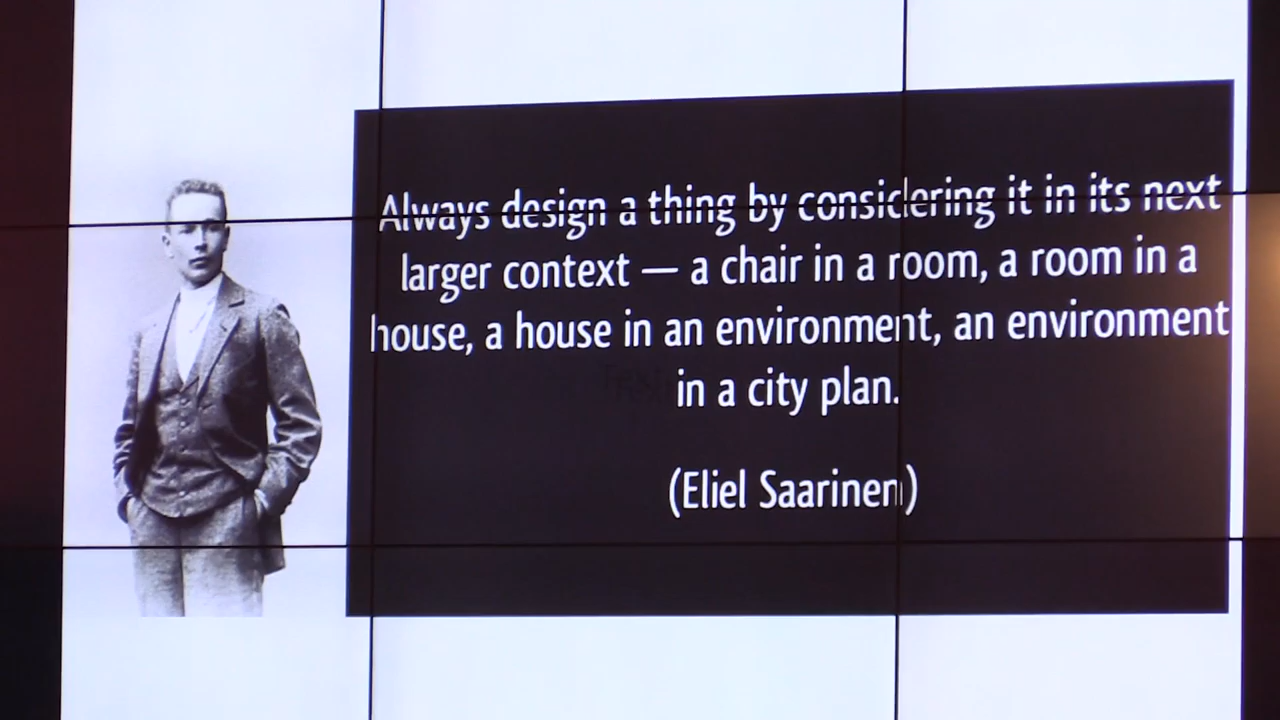 Always design a thing by considering it in its next
larger context — a chair in a room, a room in a
house, a house in an environment, an environment
in a city plan.
(Eliel Saarinen)